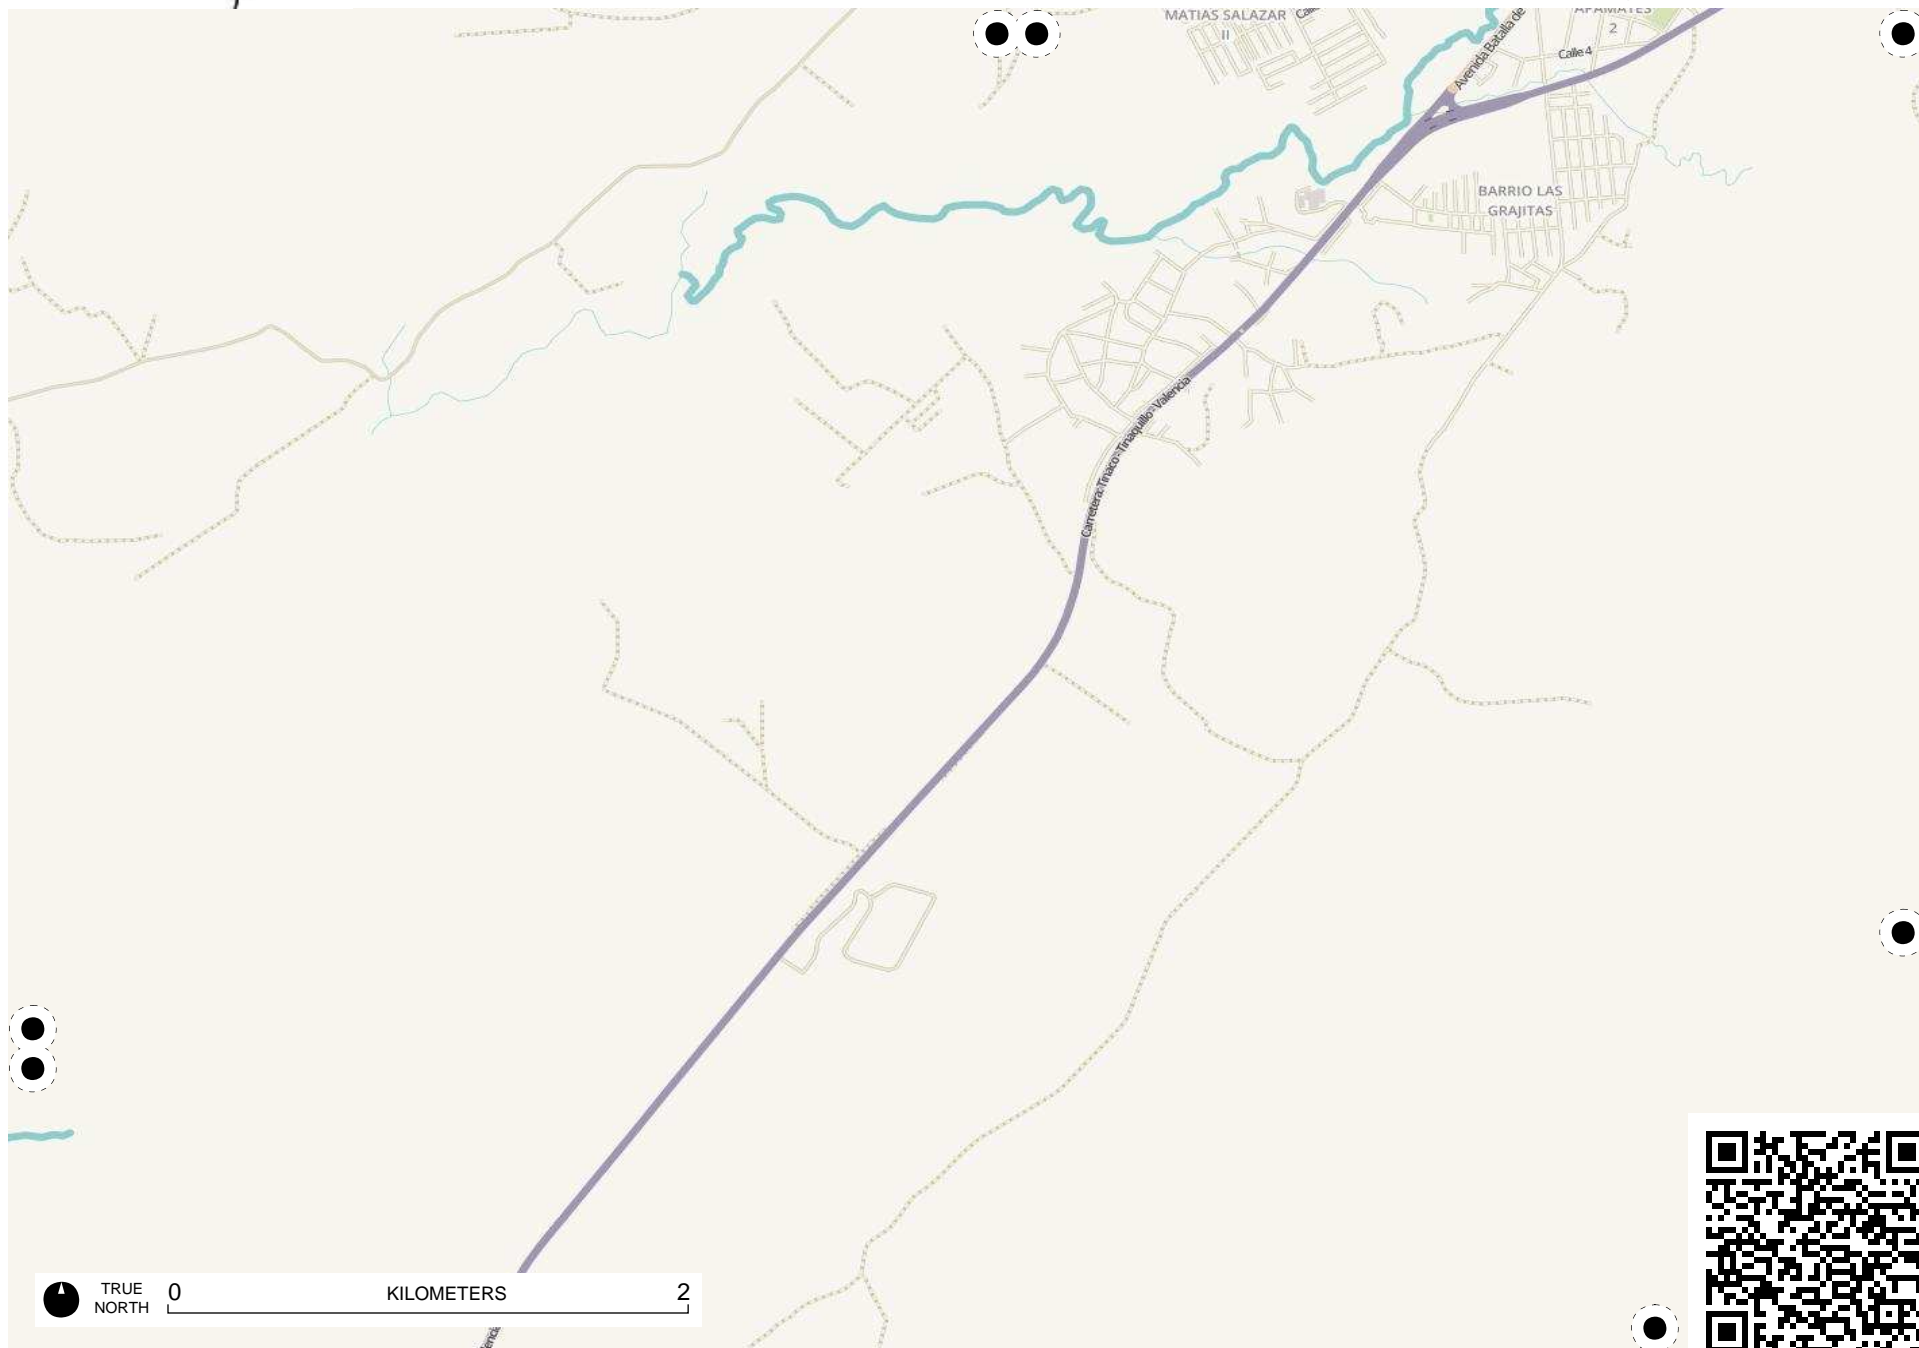 MATIAS SALAZAR
II
APAMATES
2
Calle 4
Avenida Batalla de
BARRIO LAS
GRAJITAS
Carretera Tinaco-Tinaquillo-Valencia
TRUE
NORTH
0
KILOMETERS
2